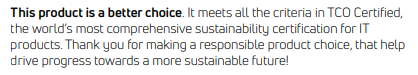 This product is a better choice. It meets all the criteria in TCO Certified,
the world's most comprehensive sustainability certification for IT
products. Thank you for making a responsible product choice, that help
drive progress towards a more sustainable future!